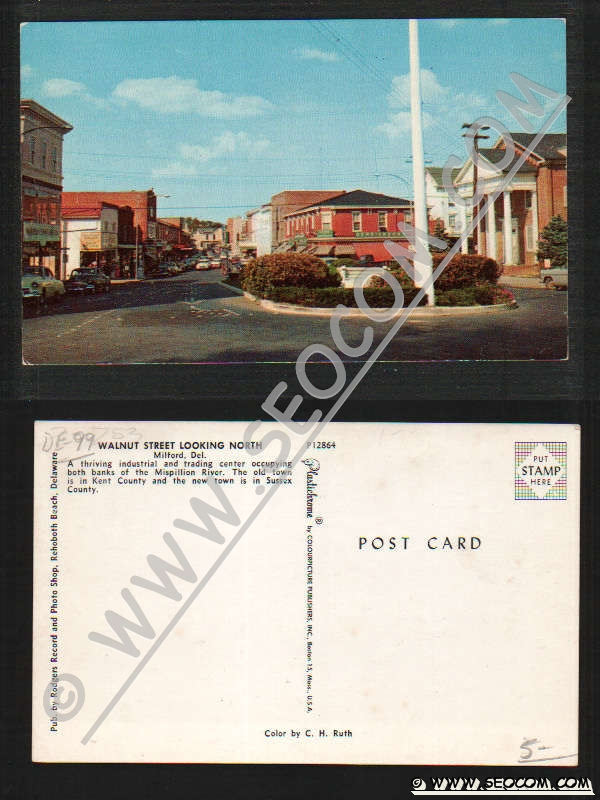 © WWW.SEOCOM.COM
DE99
WALNUT STREET LOOKING NORTH
Milford, Del.
A thriving industrial and trading center occupying
both banks of the Mispillion River. The old town
is in Kent County and the new town is in Sussex
County.
P12864
Pub. by Rodgers Record and Photo Shop, Rehoboth Beach, Delaware
Plastichrome ®
by COLOURPICTURE PUBLISHERS, INC., Boston 15, Mass., U.S.A.
PUT
STAMP
HERE
POST CARD
Color by C. H. Ruth
5-
© WWW.SEOCOM.COM